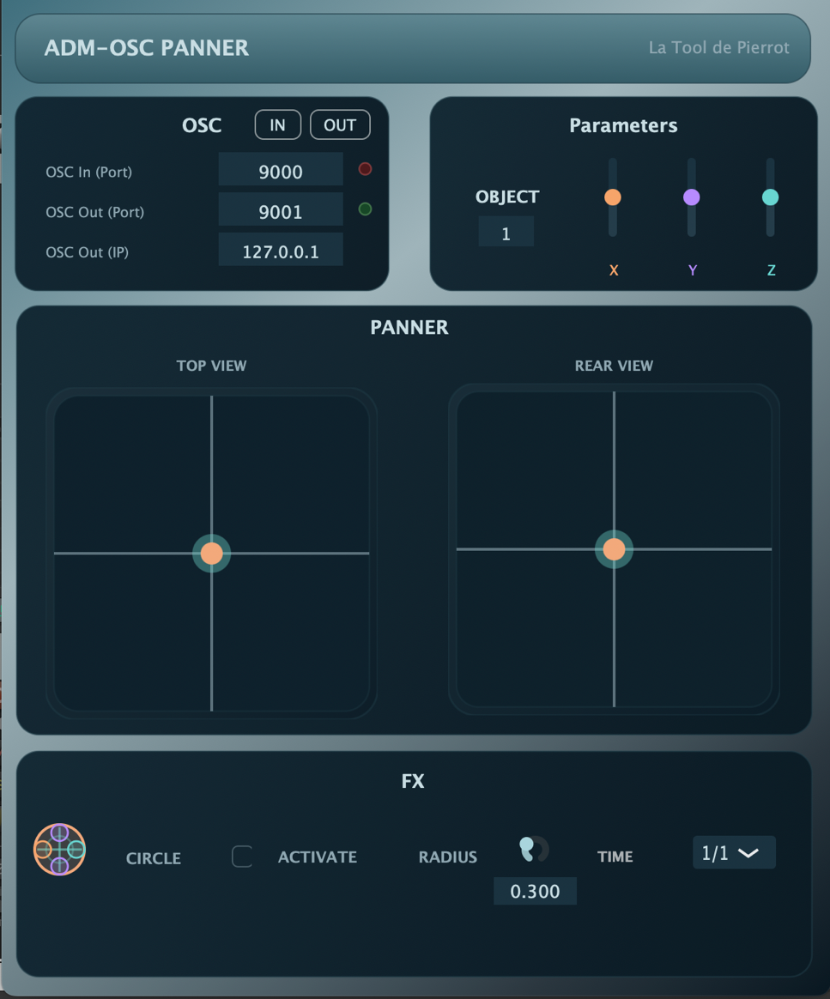 ADM-OSC PANNER
La Tool de Pierrot
OSC IN OUT
OSC In (Port) 9000
OSC Out (Port) 9001
OSC Out (IP) 127.0.0.1
Parameters
OBJECT
1
X Y Z
PANNER
TOP VIEW
REAR VIEW
FX
CIRCLE ACTIVATE RADIUS TIME 1/1
0.300